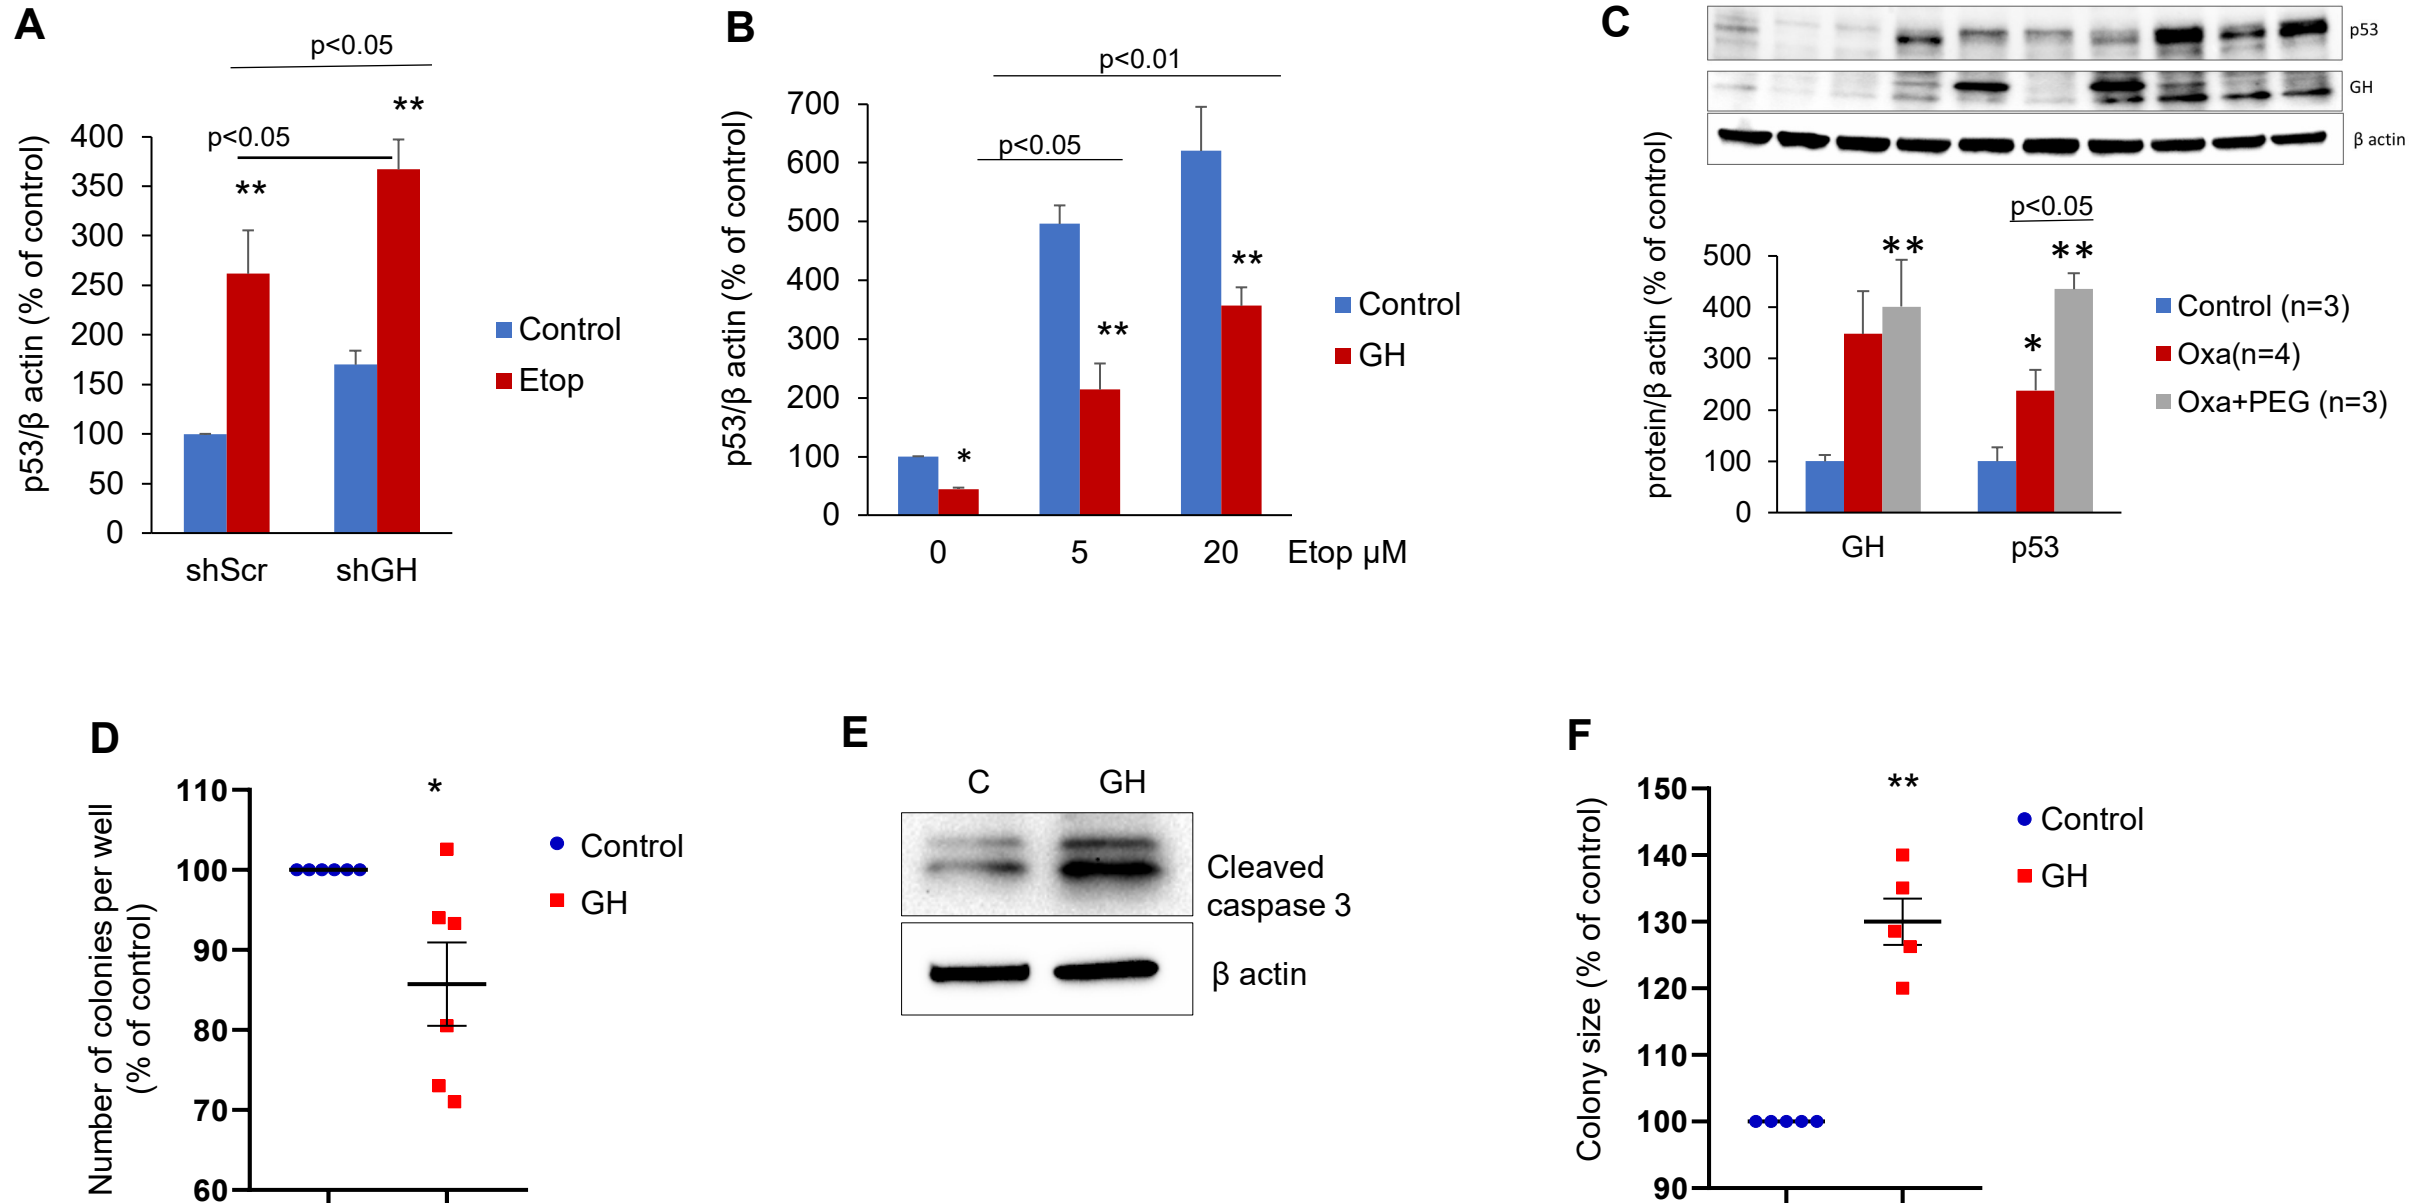 A
p<0.05
**
p<0.05
**
p53/β actin (% of control)
400
350
300
250
200
150
100
50
0
shScr
shGH
Control
Etop
B
p<0.01
p<0.05
p53/β actin (% of control)
700
600
500
400
300
200
100
0
*
**
**
0
5
20
Etop µM
Control
GH
C
p53
GH
β actin
protein/β actin (% of control)
p<0.05
500
400
300
200
100
0
**
*
**
GH
p53
Control (n=3)
Oxa(n=4)
Oxa+PEG (n=3)
D
Number of colonies per well
(% of control)
110
100
90
80
70
60
*
Control
GH
E
C
GH
Cleaved
caspase 3
β actin
F
Colony size (% of control)
150
140
130
120
110
100
90
**
Control
GH